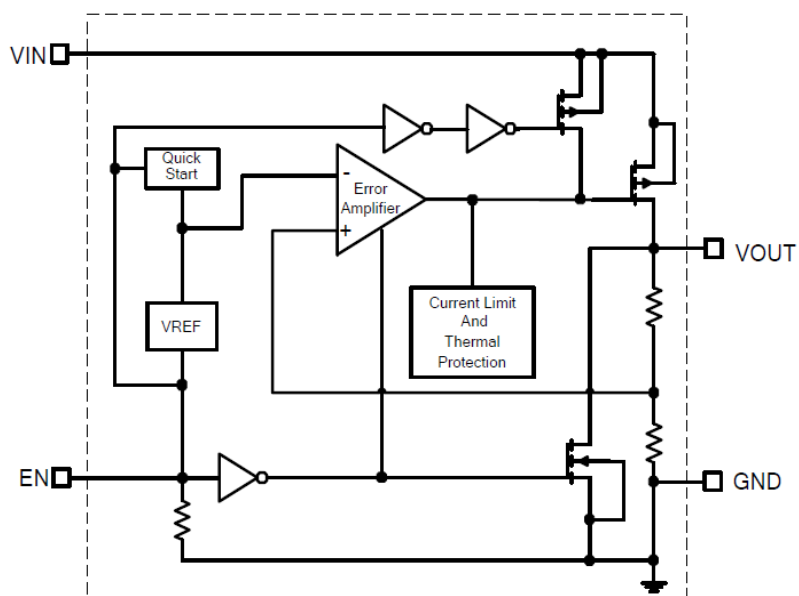 VIN
Quick
Start
-
Error
Amplifier
+
VOUT
VREF
Current Limit
And
Thermal
Protection
EN
GND